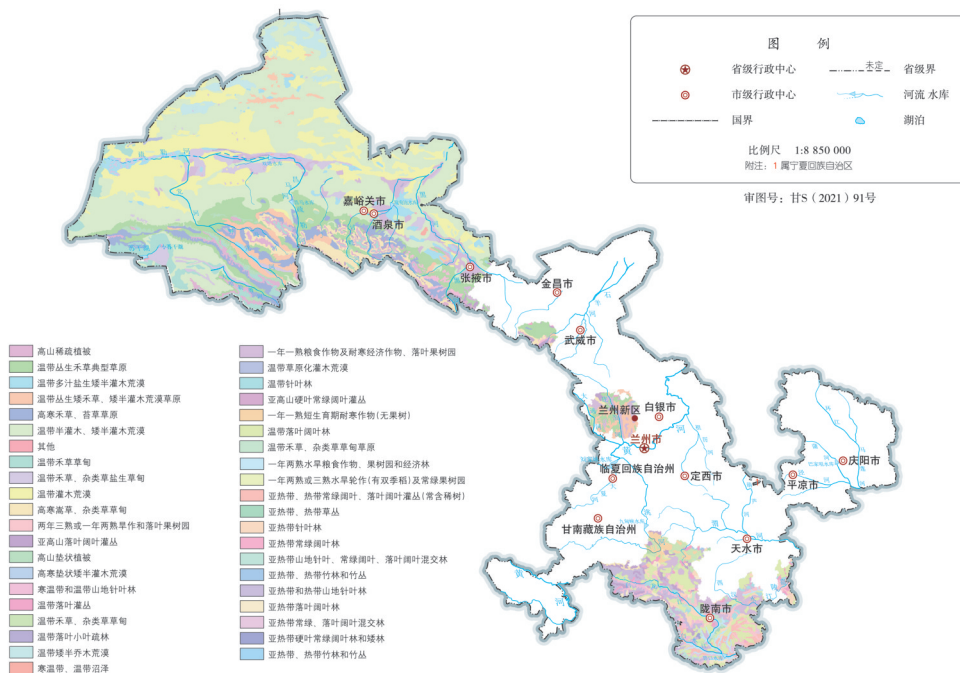 图 例
省级行政中心
未定
省级界
市级行政中心
河流 水库
国界
湖泊
比例尺 1:8 850 000
附注：1 属宁夏回族自治区
审图号：甘S（2021）91号
嘉峪关市
酒泉市
张掖市
金昌市
武威市
白银市
兰州新区
兰州市
临夏回族自治州
定西市
甘南藏族自治州
平凉市
庆阳市
天水市
陇南市
黄
河
黄
河
高山稀疏植被
温带丛生禾草典型草原
温带多汁盐生矮半灌木荒漠
温带丛生矮禾草、矮半灌木荒漠草原
高寒禾草、苔草草原
温带半灌木、矮半灌木荒漠
其他
温带禾草草甸
温带禾草、杂类草盐生草甸
温带灌木荒漠
高寒嵩草、杂类草草甸
两年三熟或一年两熟旱作和落叶果树园
亚高山落叶阔叶灌丛
高山垫状植被
高寒垫状矮半灌木荒漠
寒温带和温带山地针叶林
温带落叶灌丛
温带禾草、杂类草草甸
温带落叶小叶疏林
温带矮半乔木荒漠
寒温带、温带沼泽
一年一熟粮食作物及耐寒经济作物、落叶果树园
温带草原化灌木荒漠
温带针叶林
亚高山硬叶常绿阔叶灌丛
一年一熟短生育期耐寒作物(无果树)
温带落叶阔叶林
温带禾草、杂类草草甸草原
一年两熟水旱粮食作物、果树园和经济林
一年两熟或三熟水旱轮作(有双季稻)及常绿果树园
亚热带、热带常绿阔叶、落叶阔叶灌丛(常含稀树)
亚热带、热带草丛
亚热带针叶林
亚热带常绿阔叶林
亚热带山地针叶、常绿阔叶、落叶阔叶混交林
亚热带、热带竹林和竹丛
亚热带和热带山地针叶林
亚热带落叶阔叶林
亚热带常绿、落叶阔叶混交林
亚热带硬叶常绿阔叶林和矮林
亚热带、热带竹林和竹丛